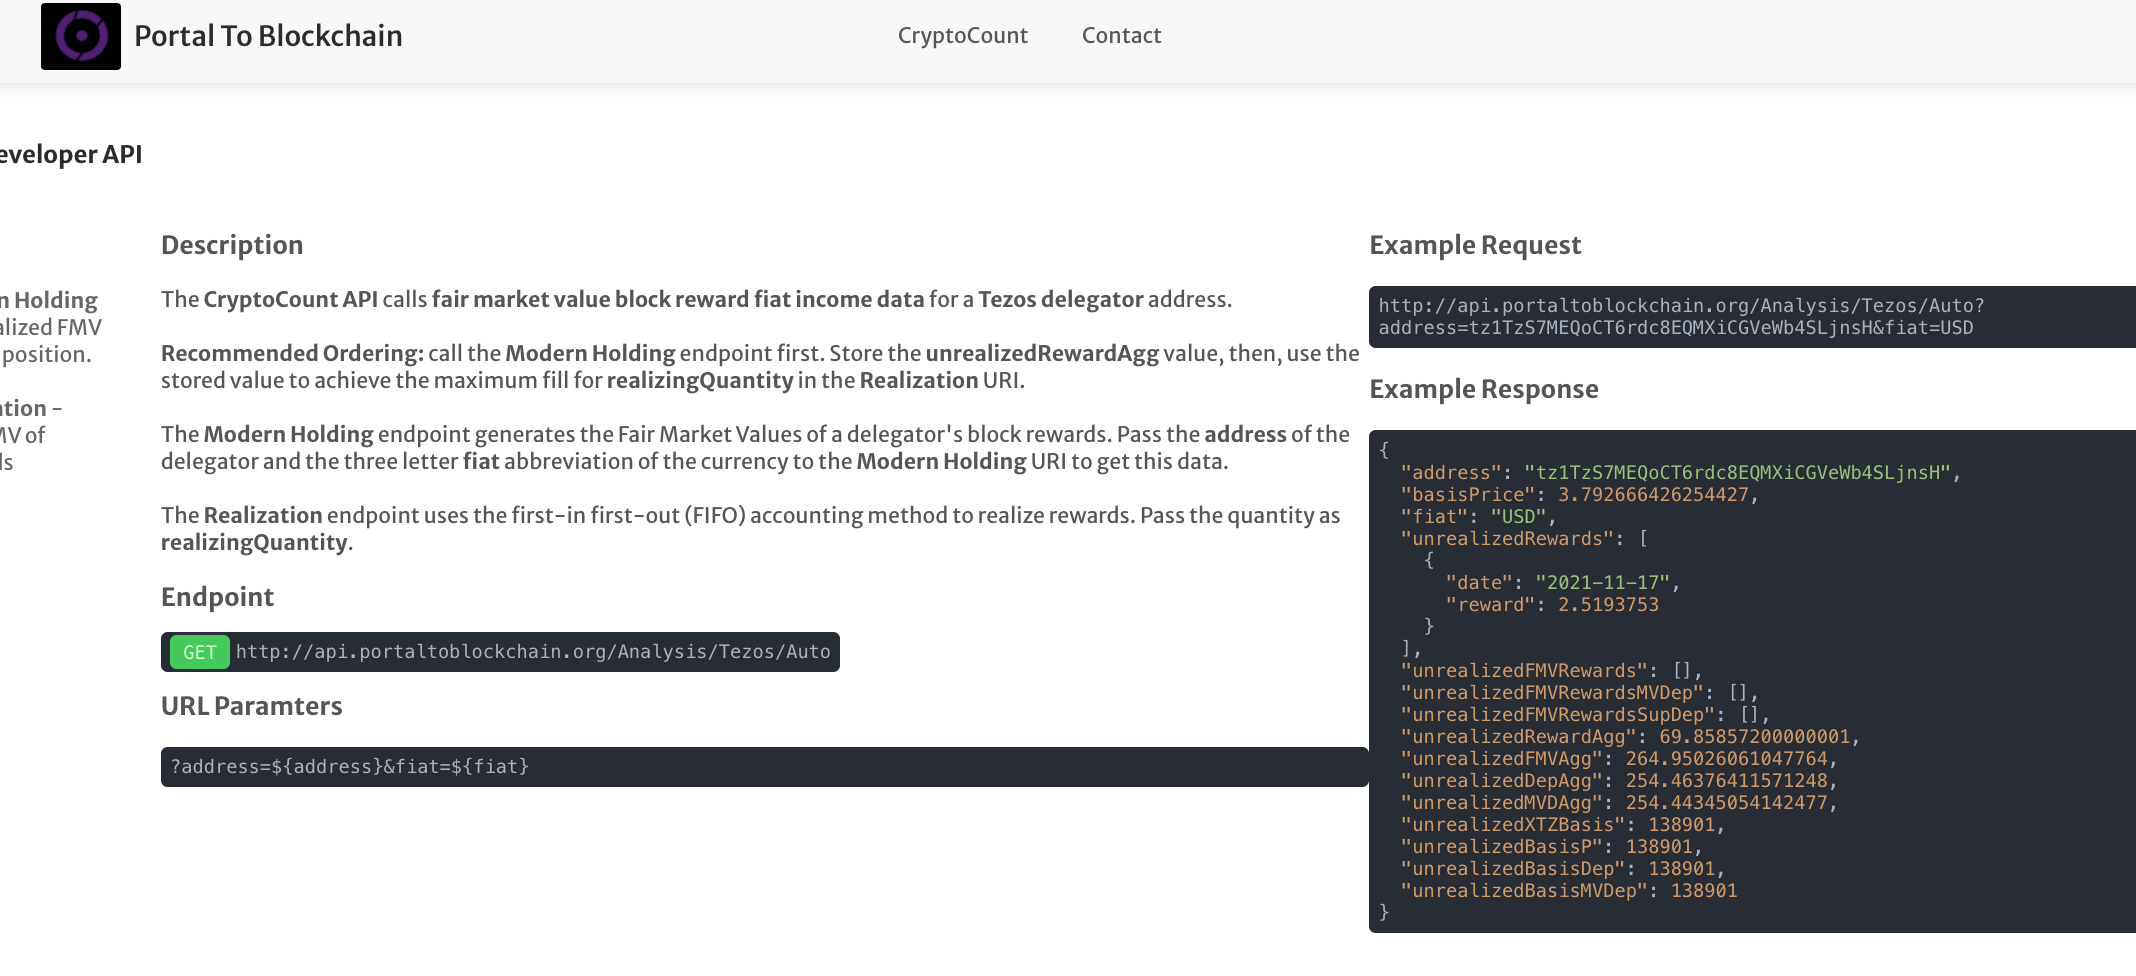 Portal To Blockchain
CryptoCount
Contact
eveloper API
n Holding
alized FMV
position.
ation -
MV of
ls
Description
The CryptoCount API calls fair market value block reward fiat income data for a Tezos delegator address.
Recommended Ordering: call the Modern Holding endpoint first. Store the unrealizedRewardAgg value, then, use the
stored value to achieve the maximum fill for realizingQuantity in the Realization URI.
The Modern Holding endpoint generates the Fair Market Values of a delegator's block rewards. Pass the address of the
delegator and the three letter fiat abbreviation of the currency to the Modern Holding URI to get this data.
The Realization endpoint uses the first-in first-out (FIFO) accounting method to realize rewards. Pass the quantity as
realizingQuantity.
Endpoint
GET http://api.portaltoblockchain.org/Analysis/Tezos/Auto
URL Paramters
?address=${address}&fiat=${fiat}
Example Request
http://api.portaltoblockchain.org/Analysis/Tezos/Auto?
address=tz1TzS7MEQoCT6rdc8EQMXiCGVeWb4SLjnsH&fiat=USD
Example Response
{
"address": "tz1TzS7MEQoCT6rdc8EQMXiCGVeWb4SLjnsH",
"basisPrice": 3.792666426254427,
"fiat": "USD",
"unrealizedRewards": [
{
"date": "2021-11-17",
"reward": 2.5193753
}
],
"unrealizedFMVRewards": [],
"unrealizedFMVRewardsMVDep": [],
"unrealizedFMVRewardsSupDep": [],
"unrealizedRewardAgg": 69.85857200000001,
"unrealizedFMVAgg": 264.95026061047764,
"unrealizedDepAgg": 254.46376411571248,
"unrealizedMVDAgg": 254.44345054142477,
"unrealizedXTZBasis": 138901,
"unrealizedBasisP": 138901,
"unrealizedBasisDep": 138901,
"unrealizedBasisMVDep": 138901
}